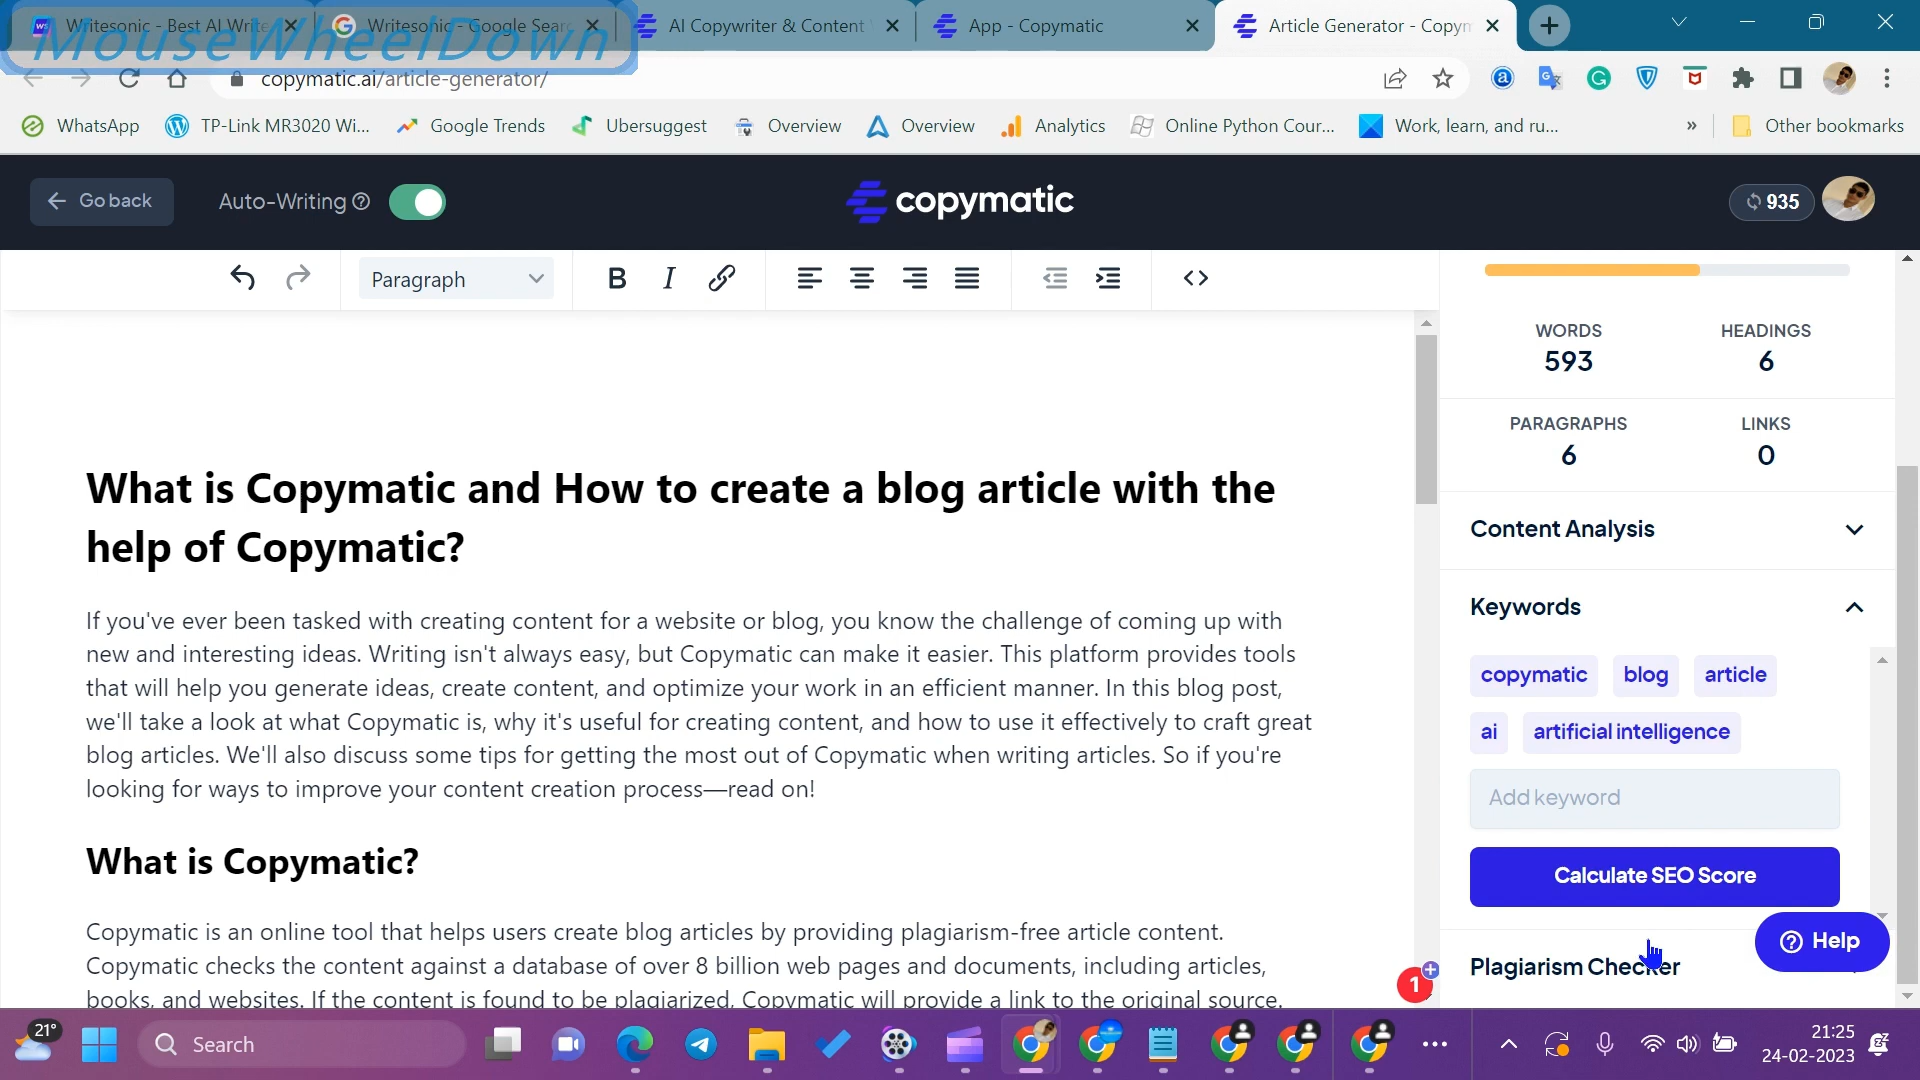 Writesonic - Best AI Write
Writesonic - Google Searc
AI Copywriter & Content
App - Copymatic
Article Generator - Copym
MouseWheelDown
copymatic.ai/article-generator/
WhatsApp
TP-Link MR3020 Wi...
Google Trends
Ubersuggest
Overview
Overview
Analytics
Online Python Cour...
Work, learn, and ru...
»
Other bookmarks
Go back
Auto-Writing
copymatic
935
Paragraph
B I
WORDS
593
HEADINGS
6
PARAGRAPHS
6
LINKS
0
What is Copymatic and How to create a blog article with the
help of Copymatic?
If you've ever been tasked with creating content for a website or blog, you know the challenge of coming up with
new and interesting ideas. Writing isn't always easy, but Copymatic can make it easier. This platform provides tools
that will help you generate ideas, create content, and optimize your work in an efficient manner. In this blog post,
we'll take a look at what Copymatic is, why it's useful for creating content, and how to use it effectively to craft great
blog articles. We'll also discuss some tips for getting the most out of Copymatic when writing articles. So if you're
looking for ways to improve your content creation process—read on!
What is Copymatic?
Copymatic is an online tool that helps users create blog articles by providing plagiarism-free article content.
Copymatic checks the content against a database of over 8 billion web pages and documents, including articles,
books, and websites. If the content is found to be plagiarized, Copymatic will provide a link to the original source.
Content Analysis
Keywords
copymatic
blog
article
ai
artificial intelligence
Add keyword
Calculate SEO Score
Plagiarism Checker
Help
1
21°
Search
21:25
24-02-2023